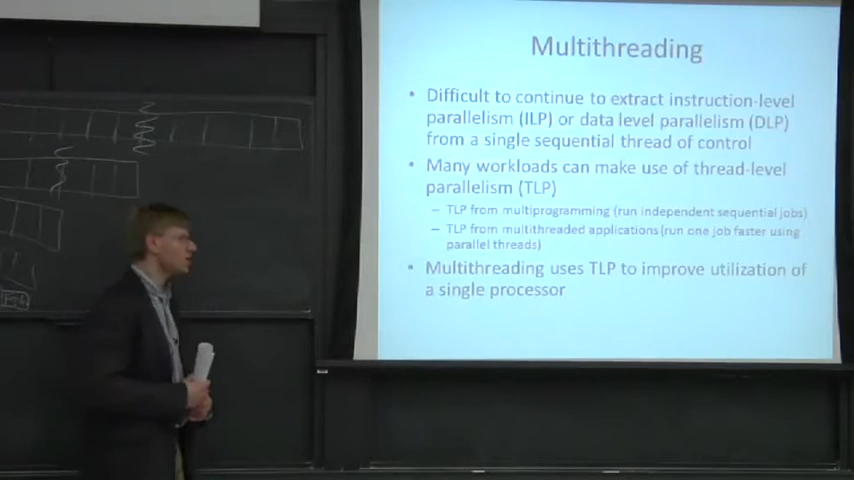 Multithreading
• Difficult to continue to extract instruction-level
parallelism (ILP) or data level parallelism (DLP)
from a single sequential thread of control
• Many workloads can make use of thread-level
parallelism (TLP)
– TLP from multiprogramming (run independent sequential jobs)
– TLP from multithreaded applications (run one job faster using
parallel threads)
• Multithreading uses TLP to improve utilization of
a single processor